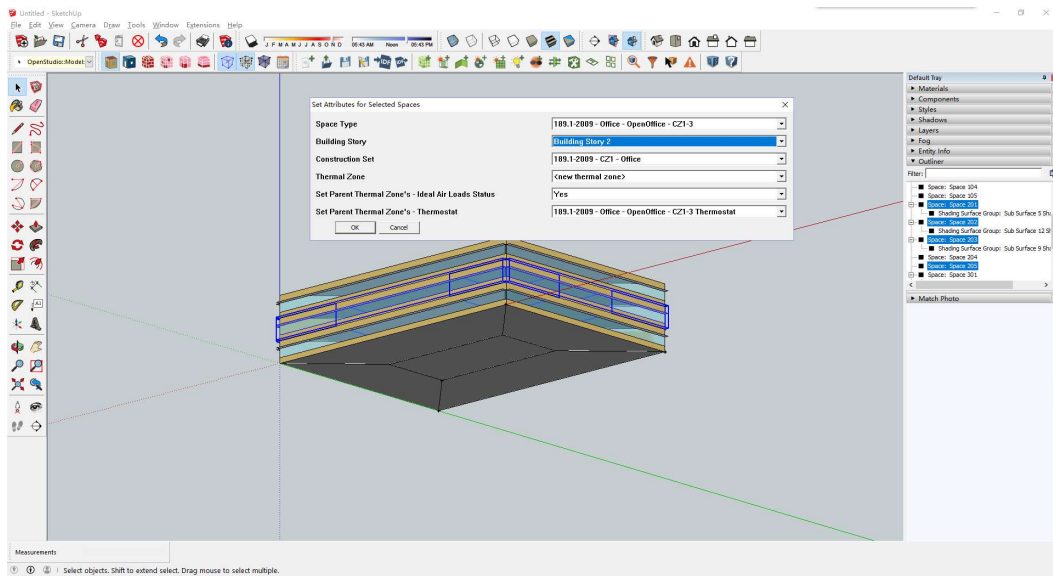 Untitled - SketchUp
File Edit View Camera Draw Tools Window Extensions Help
J F M A M J J A S O N D 06:43 AM Noon 05:43 PM
OpenStudio::Model:
Default Tray
Materials
Components
Styles
Shadows
Layers
Fog
Entity Info
Outliner
Filter:
Space: Space 104
Space: Space 105
Space: Space 201
Shading Surface Group: Sub Surface 5 Sh
Space: Space 202
Shading Surface Group: Sub Surface 12 S
Space: Space 203
Shading Surface Group: Sub Surface 9 Sh
Space: Space 204
Space: Space 205
Space: Space 301
Match Photo
Set Attributes for Selected Spaces
Space Type 189.1-2009 - Office - OpenOffice - CZ1-3
Building Story Building Story 2
Construction Set 189.1-2009 - CZ1 - Office
Thermal Zone <new thermal zone>
Set Parent Thermal Zone's - Ideal Air Loads Status Yes
Set Parent Thermal Zone's - Thermostat 189.1-2009 - Office - OpenOffice - CZ1-3 Thermostat
OK Cancel
Measurements
Select objects. Shift to extend select. Drag mouse to select multiple.